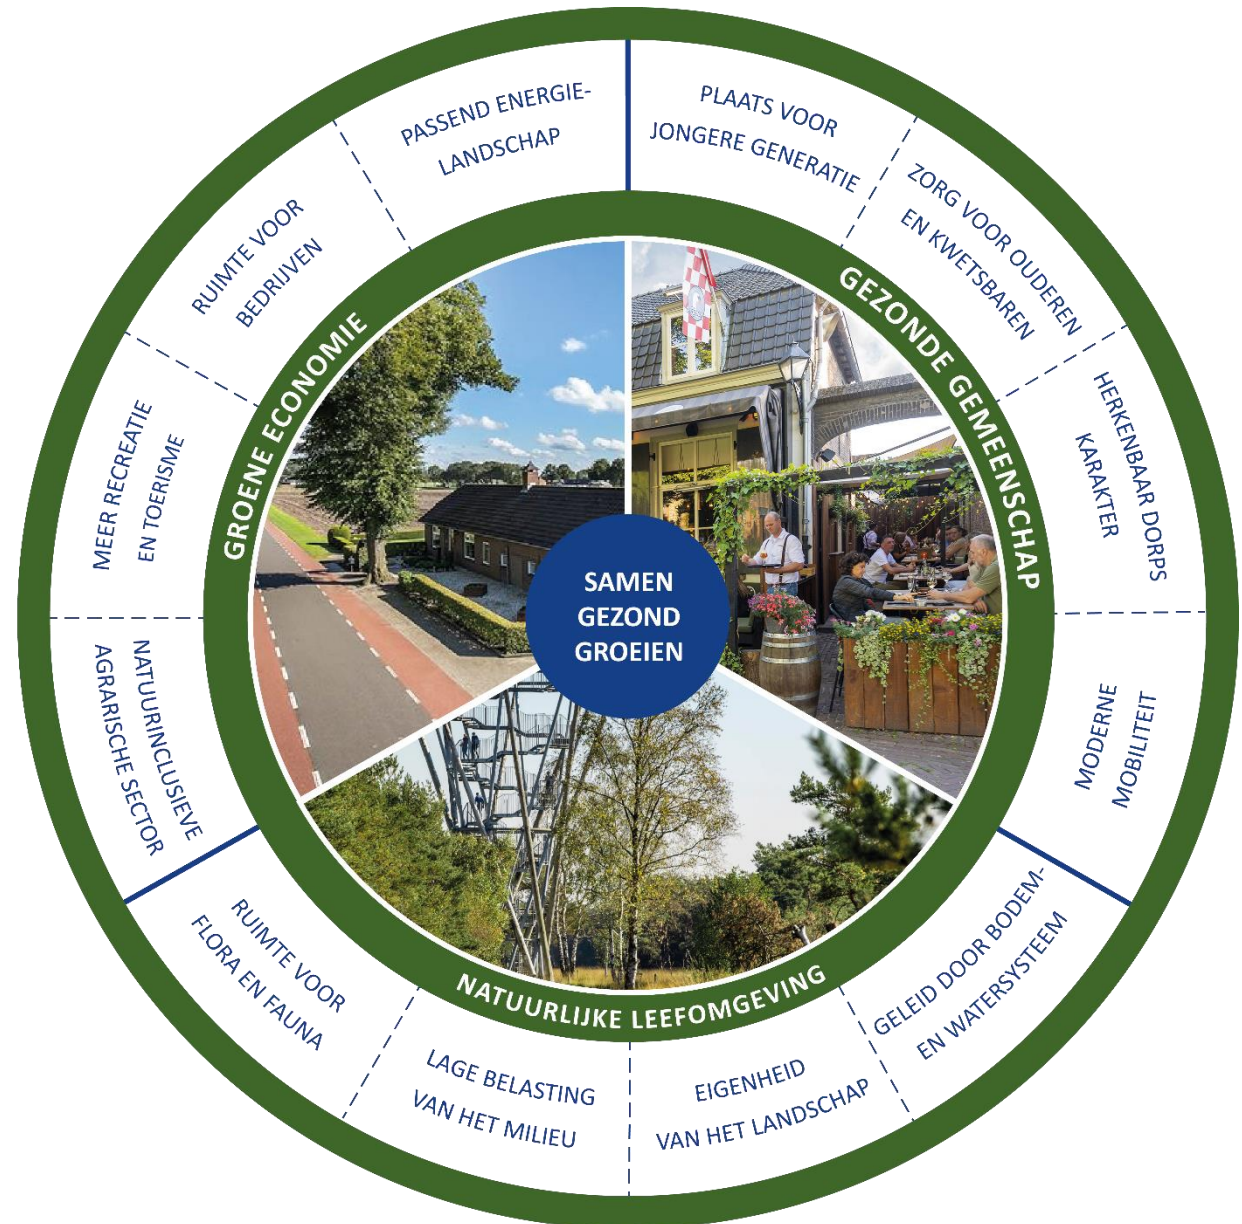 SAMEN
GEZOND
GROEIEN
GEZONDE GEMEENSCHAP
PLAATS VOOR
JONGERE GENERATIE
ZORG VOOR OUDEREN
EN KWETSBAREN
HERKENBAAR DORPS
KARAKTER
MODERNE
MOBILITEIT
NATUURLIJKE LEEFOMGEVING
GELEID DOOR BODEM-
EN WATERSYSTEEM
EIGENHEID
VAN HET LANDSCHAP
LAGE BELASTING
VAN HET MILIEU
RUIMTE VOOR
FLORA EN FAUNA
GROENE ECONOMIE
NATUURINCLUSIEVE
AGRARISCHE SECTOR
MEER RECREATIE
EN TOERISME
RUIMTE VOOR
BEDRIJVEN
PASSEND ENERGIE-
LANDSCHAP